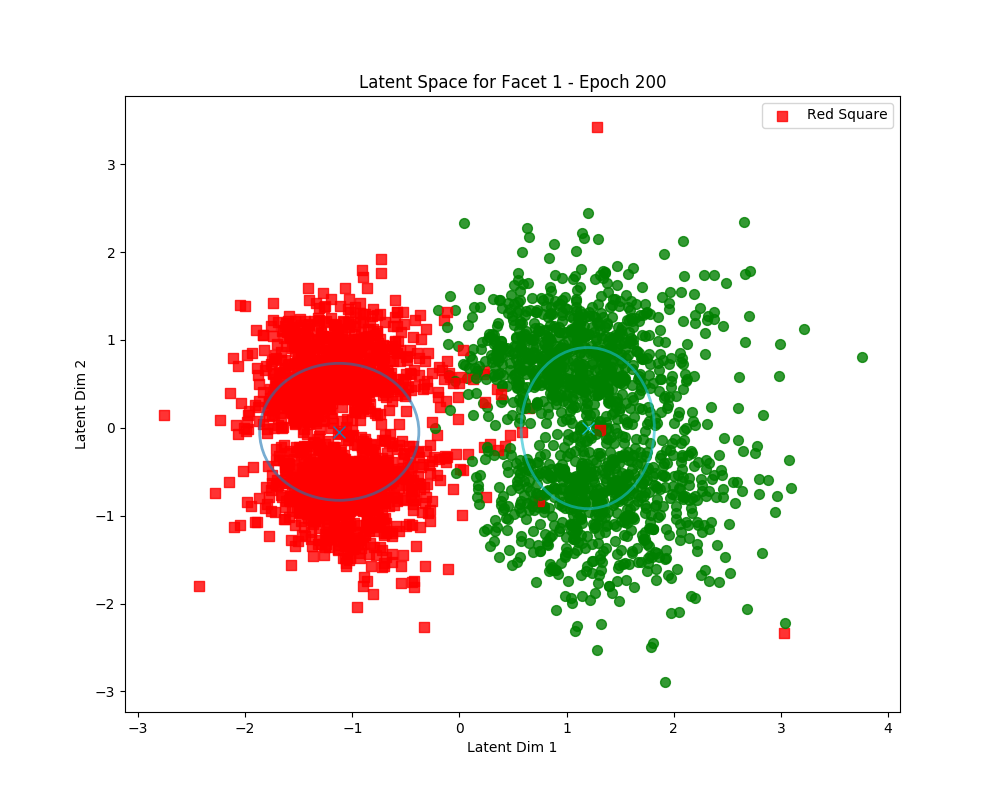 Latent Space for Facet 1 - Epoch 200
Red Square
3
2
1
0
−1
−2
−3
Latent Dim 2
−3 −2 −1 0 1 2 3 4
Latent Dim 1